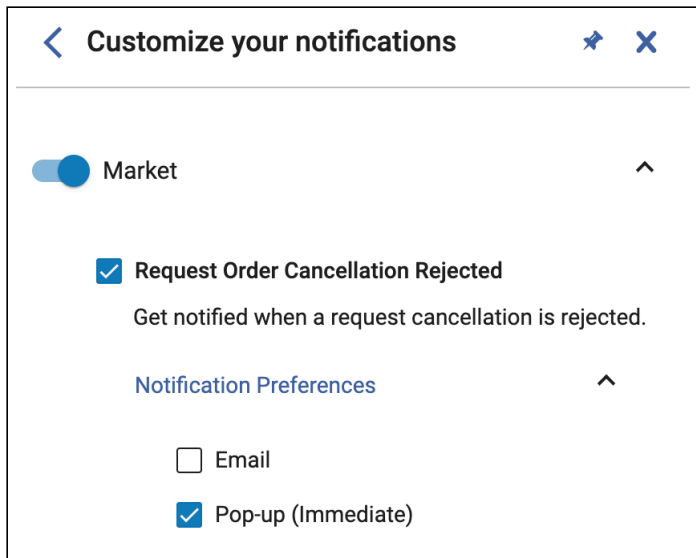 Customize your notifications
Market
Request Order Cancellation Rejected
Get notified when a request cancellation is rejected.
Notification Preferences
Email
Pop-up (Immediate)